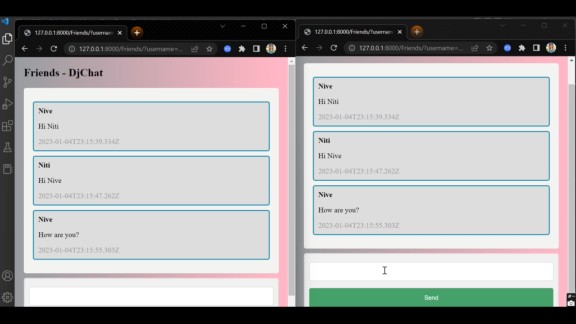 127.0.0.1:8000/Friends/?usernam
127.0.0.1:8000/Friends/?username=...
Friends - DjChat
Nive
Hi Niti
2023-01-04T23:15:39.334Z
Niti
Hi Nive
2023-01-04T23:15:47.262Z
Nive
How are you?
2023-01-04T23:15:55.303Z
127.0.0.1:8000/Friends/?usernam
127.0.0.1:8000/Friends/?username=...
Nive
Hi Niti
2023-01-04T23:15:39.334Z
Niti
Hi Nive
2023-01-04T23:15:47.262Z
Nive
How are you?
2023-01-04T23:15:55.303Z
Send